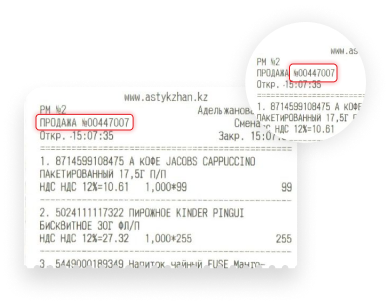 www.astykzhan.kz
РМ №2
Адельжанов
ПРОДАЖА №00447007
Смена
Откр. 15:07:35
Закр. 15:0
1. 8714599108475 А КОФЕ JACOBS CAPPUCCINO
ПАКЕТИРОВАННЫЙ 17,5Г П/П
НДС НДС 12%=10.61 1,000*99 99
2. 5024111117322 ПИРОЖНОЕ KINDER PINGUI
БИСКВИТНОЕ 30Г ФЛ/П
НДС НДС 12%=27.32 1,000*255 255
3. 5449000189349 Напиток чайный FUSE Манго-
www.as
РМ №2
ПРОДАЖА №00447007
Откр. 15:07:35
1. 8714599108475 А КОФЕ
ПАКЕТИРОВАННЫЙ 17,5Г
НДС 12%=10.61